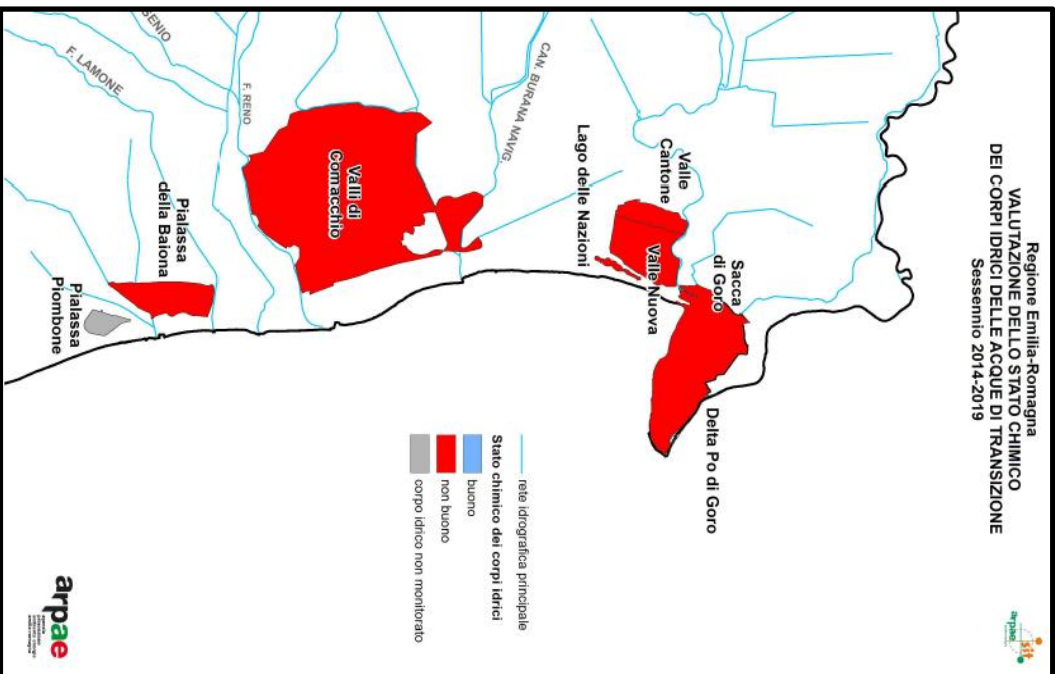 Regione Emilia-Romagna
VALUTAZIONE DELLO STATO CHIMICO
DEI CORPI IDRICI DELLE ACQUE DI TRANSIZIONE
Sessennio 2014-2019
sit
arpae
Delta Po di Goro
Sacca
di Goro
Valle Nuova
Valle
Cantone
Lago delle Nazioni
CAN. BURANA NAVIG.
Valli di
Comacchio
F. RENO
Pialassa
della Baiona
Pialassa
Piombone
F. LAMONE
SENIO
rete idrografica principale
Stato chimico dei corpi idrici
buono
non buono
corpo idrico non monitorato
arpae